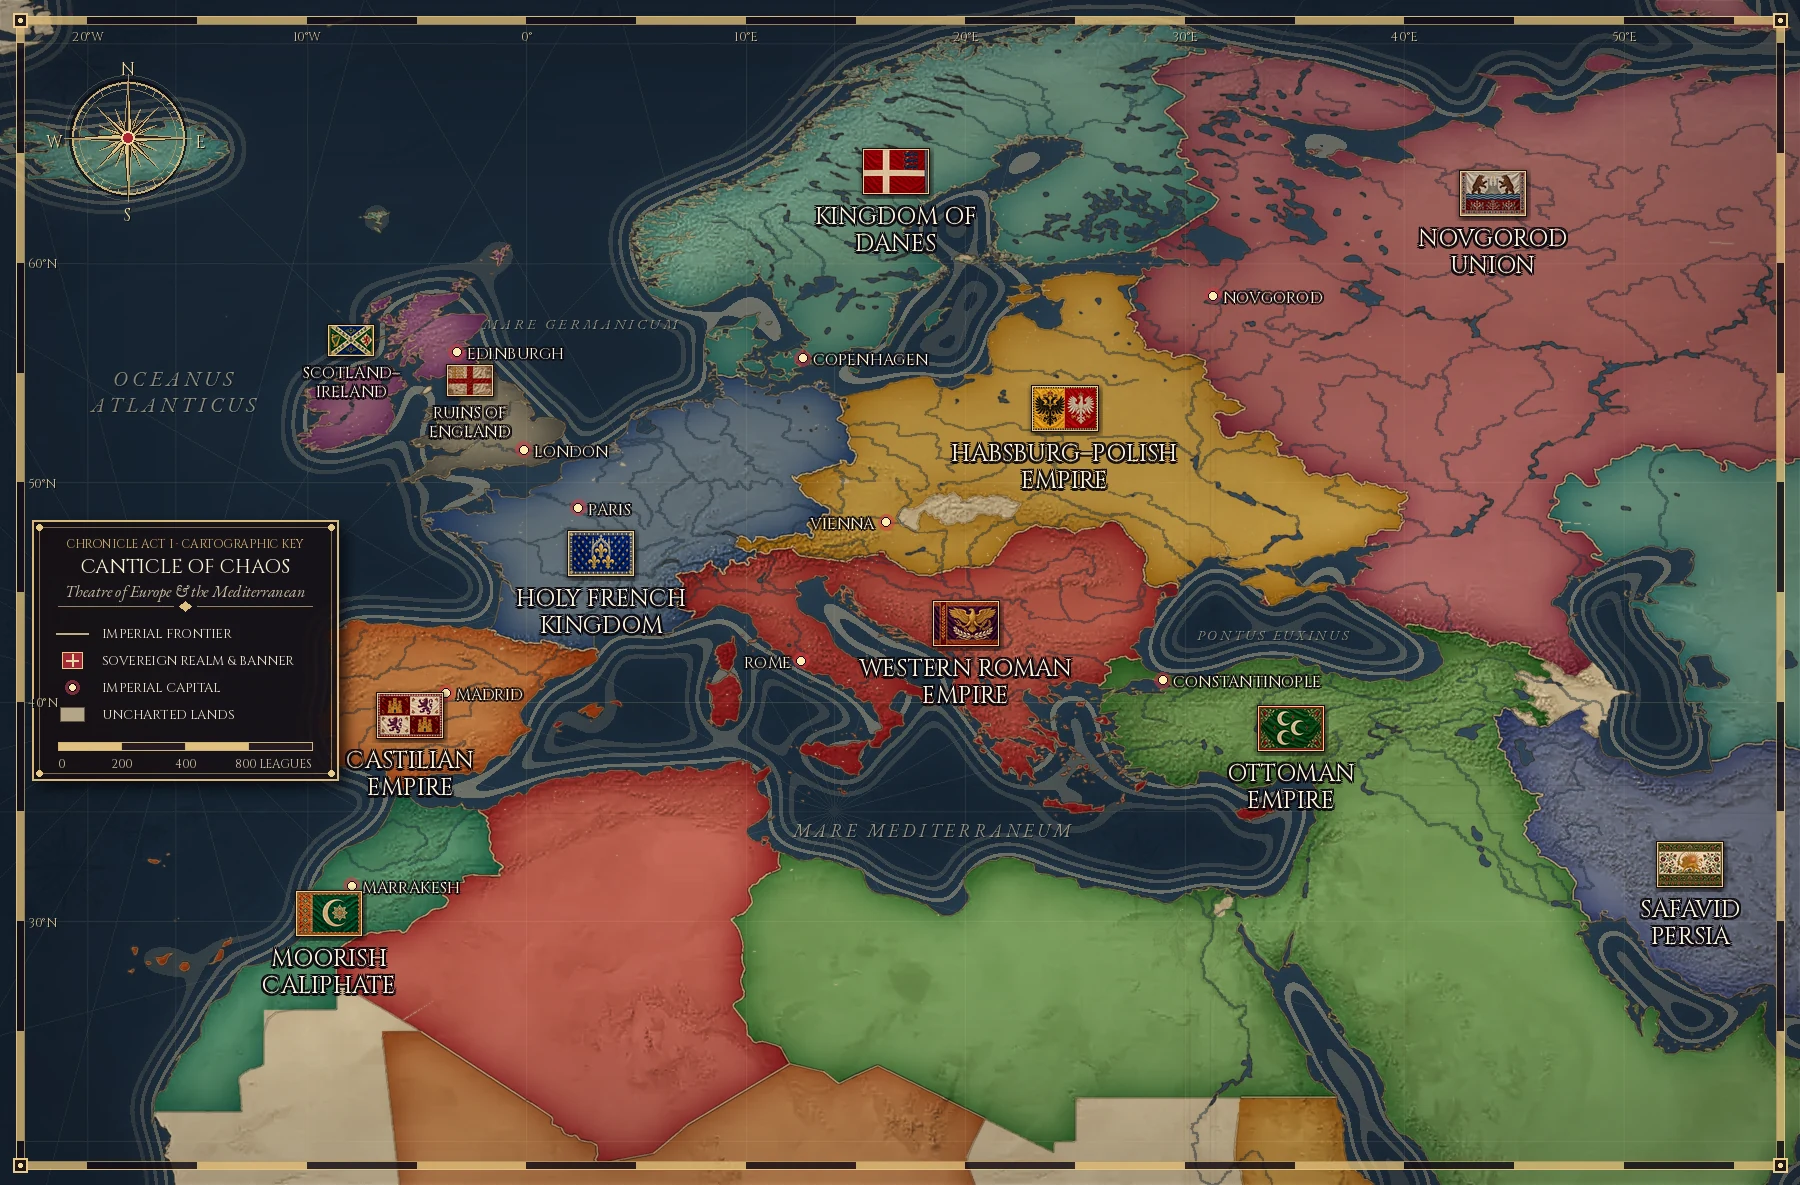 20°W
10°W
0°
10°E
20°E
30°E
40°E
50°E
N
W
E
S
60°N
50°N
0°N
30°N
KINGDOM OF
DANES
NOVGOROD
UNION
NOVGOROD
MARE GERMANICUM
EDINBURGH
COPENHAGEN
SCOTLAND–
IRELAND
OCEANUS
ATLANTICUS
RUINS OF
ENGLAND
LONDON
HABSBURG–POLISH
EMPIRE
PARIS
VIENNA
HOLY FRENCH
KINGDOM
CHRONICLE ACT I · CARTOGRAPHIC KEY
CANTICLE OF CHAOS
Theatre of Europe & the Mediterranean
IMPERIAL FRONTIER
SOVEREIGN REALM & BANNER
IMPERIAL CAPITAL
UNCHARTED LANDS
0 200 400 800 LEAGUES
PONTUS EUXINUS
ROME
WESTERN ROMAN
EMPIRE
CONSTANTINOPLE
MADRID
CASTILIAN
EMPIRE
OTTOMAN
EMPIRE
MARE MEDITERRANEUM
MARRAKESH
MOORISH
CALIPHATE
SAFAVID
PERSIA